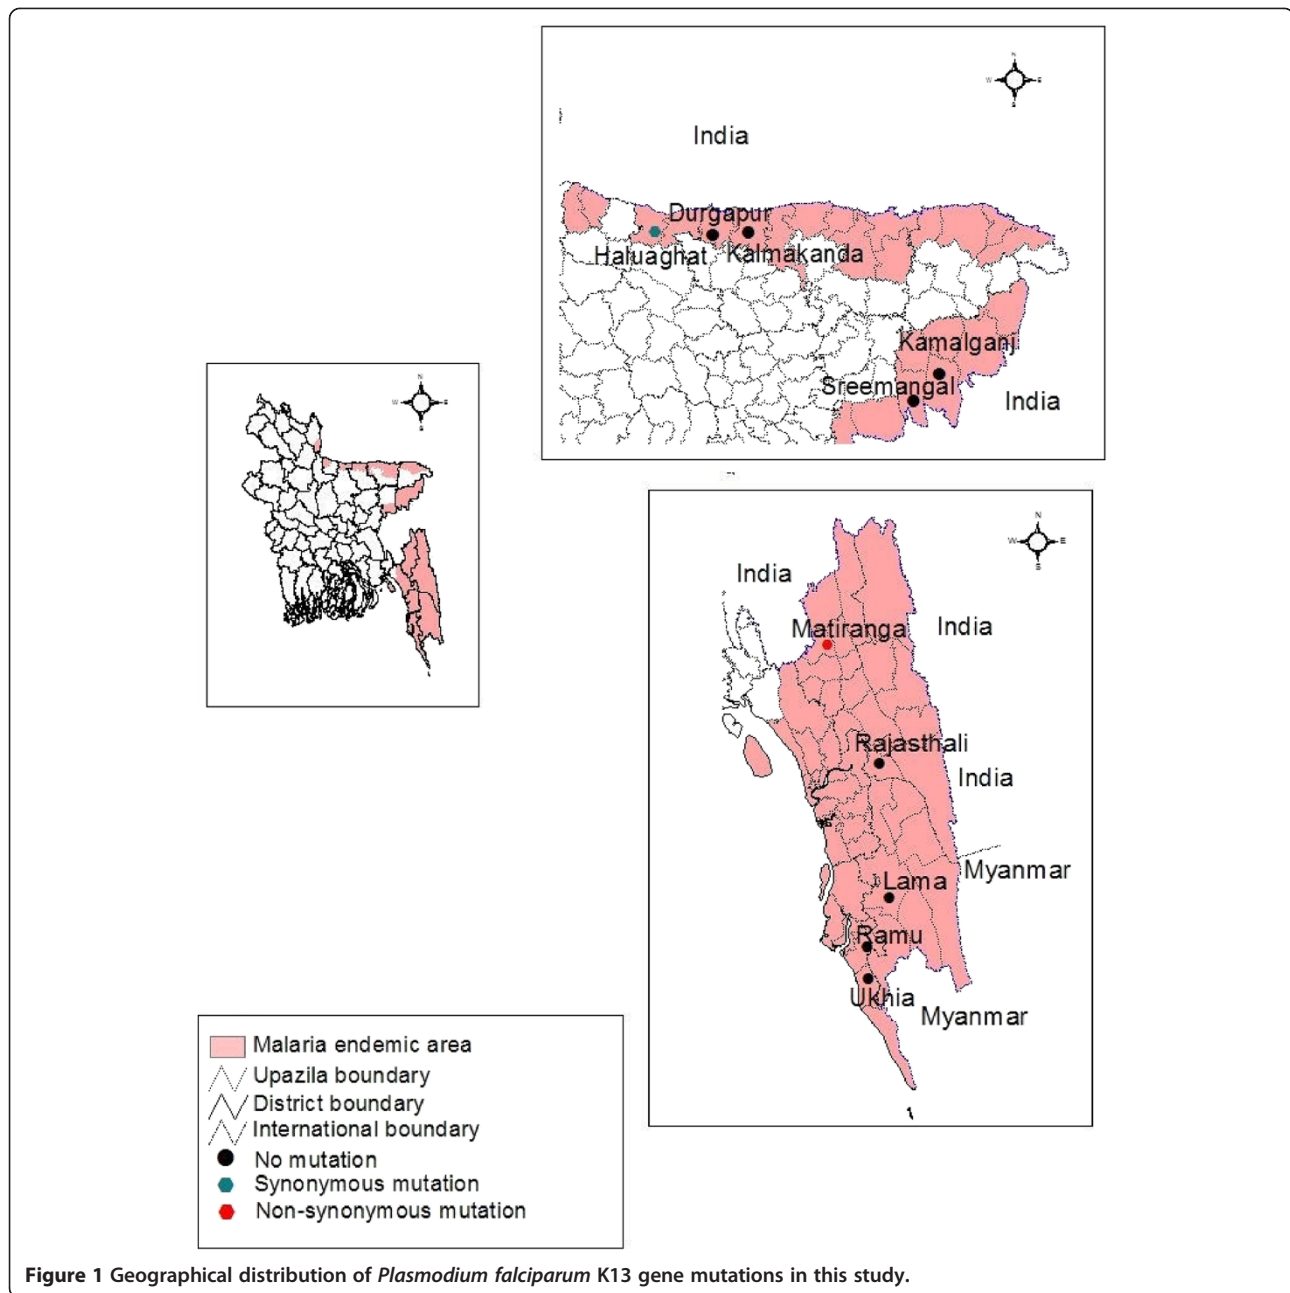 N
W E
S
India
Durgapur
Haluaghat Kalmakanda
Kamalganj
Sreemangal
India
N
W E
S
N
W E
S
India
Matiranga India
Rajasthali
India
Myanmar
Lama
Ramu
Ukhia
Myanmar
Malaria endemic area
Upazila boundary
District boundary
International boundary
No mutation
Synonymous mutation
Non-synonymous mutation
Figure 1 Geographical distribution of Plasmodium falciparum K13 gene mutations in this study.